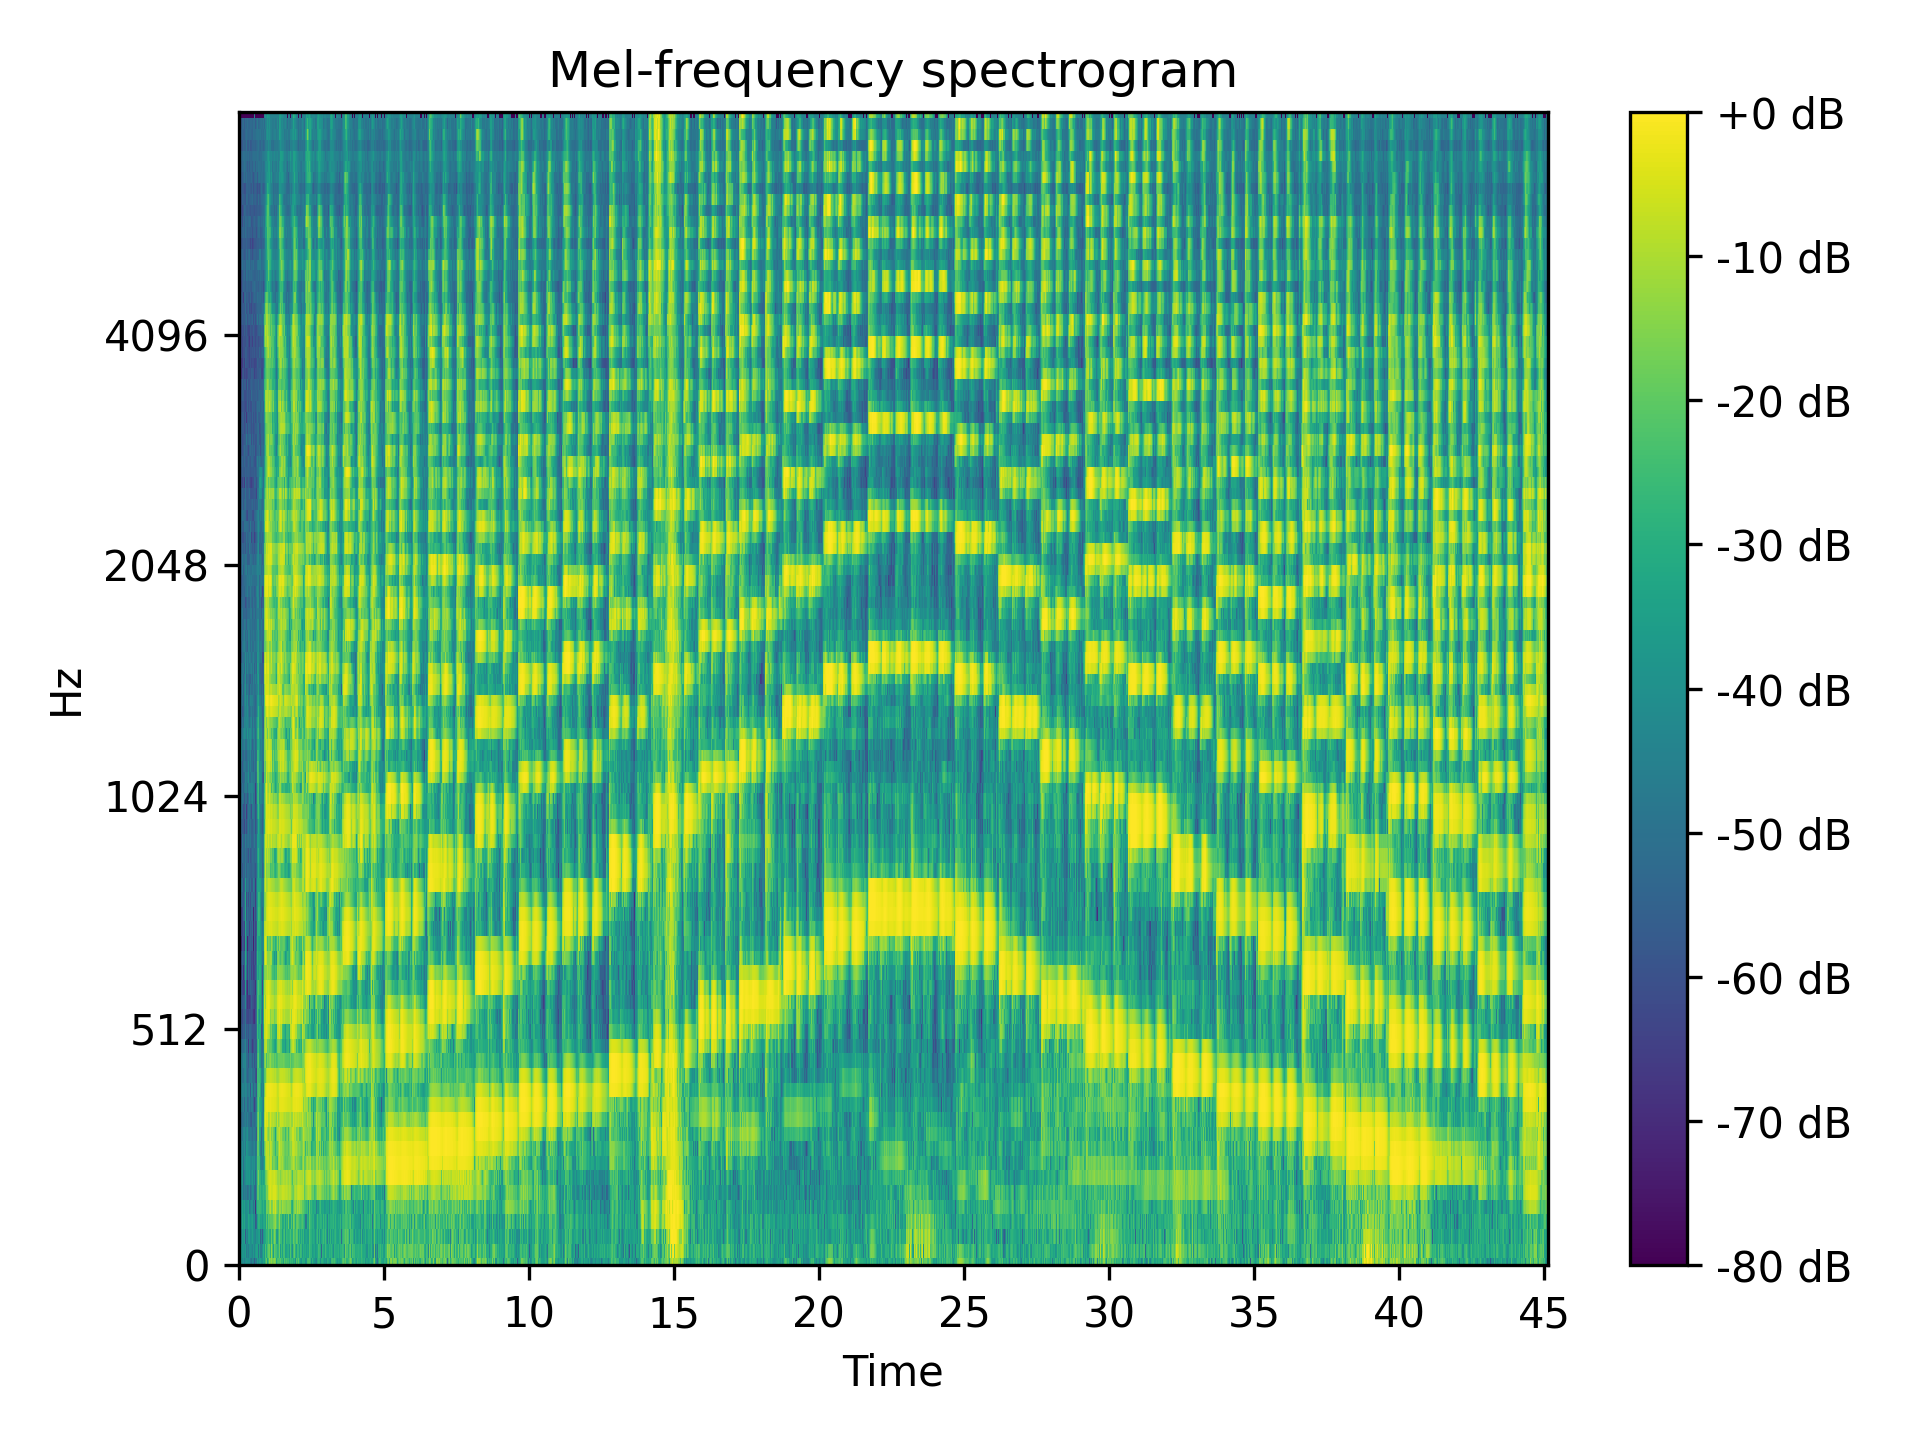 Mel-frequency spectrogram
+0 dB
-10 dB
-20 dB
-30 dB
-40 dB
-50 dB
-60 dB
-70 dB
-80 dB
Hz
4096
2048
1024
512
0
0 5 10 15 20 25 30 35 40 45
Time